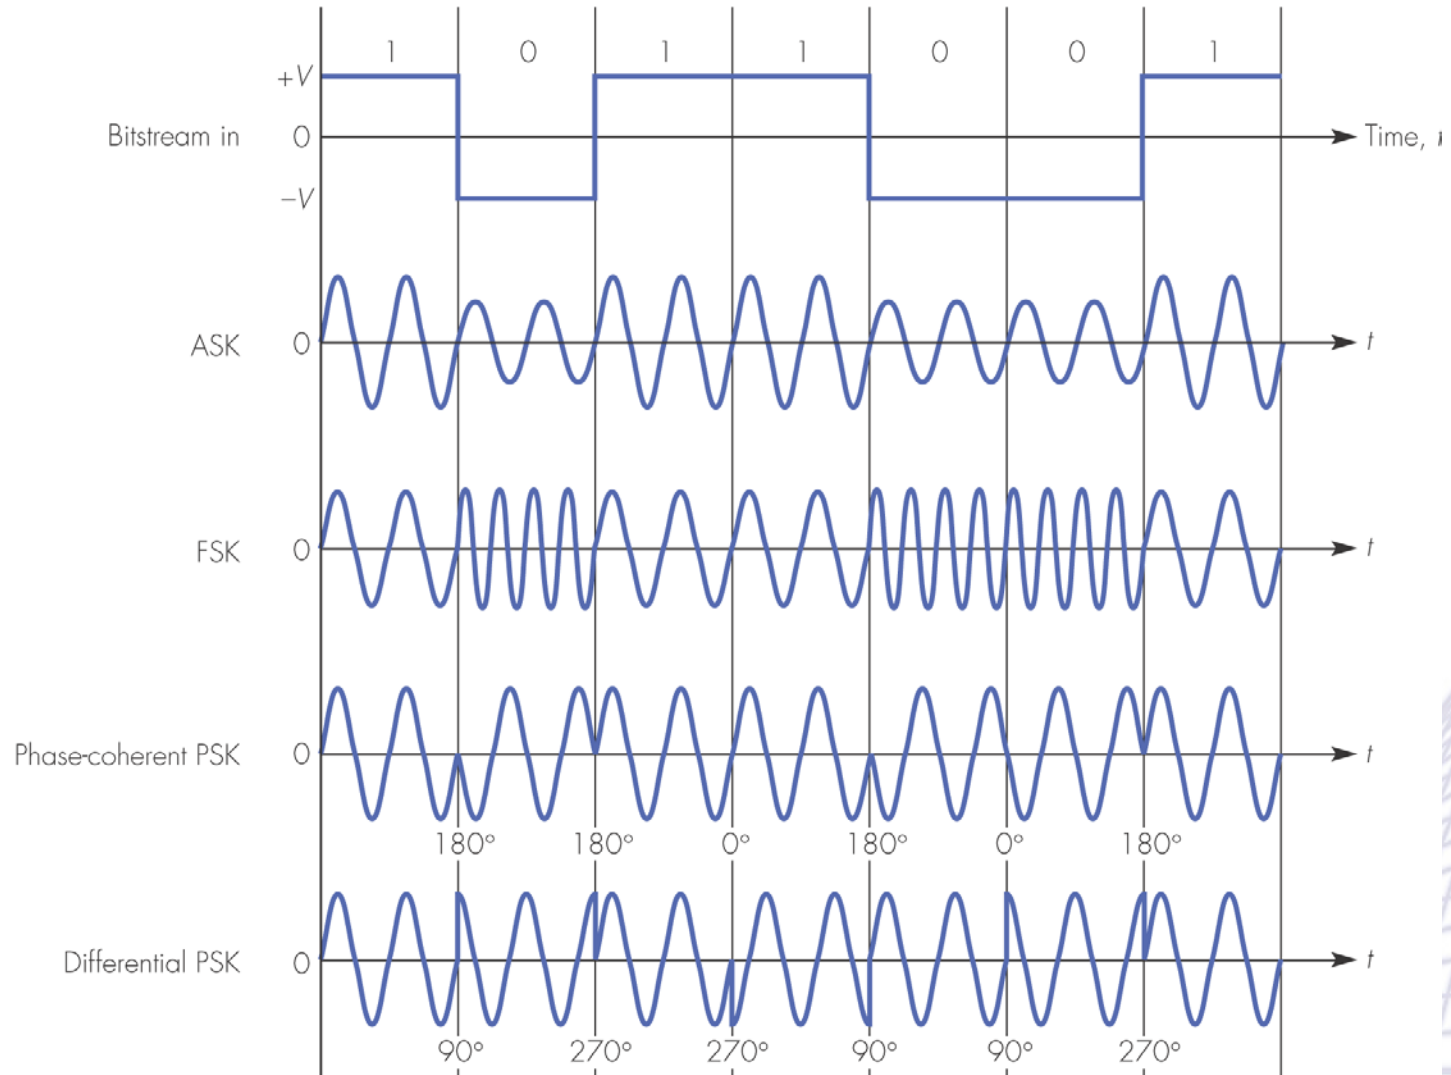 1 0 1 1 0 0 1
+V
Bitstream in 0 Time,
−V
ASK 0 t
FSK 0 t
Phase-coherent PSK 0 t
180° 180° 0° 180° 0° 180°
Differential PSK 0 t
90° 270° 270° 90° 90° 270°